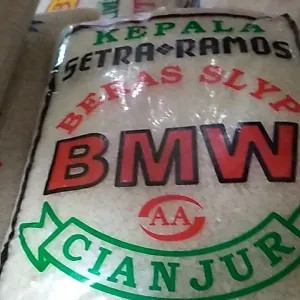 KEPALA
SETRA RAMOS
BERAS SLYP
BMW
AA
CIANJUR